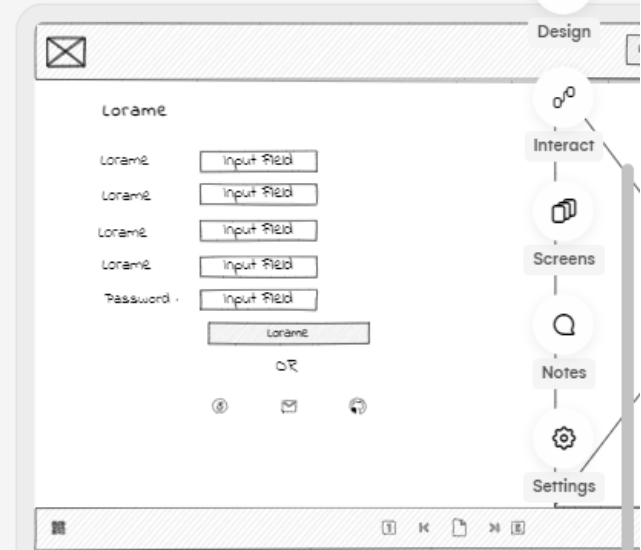 Design
Lorame
Interact
Lorame Input Field
Lorame Input Field
Lorame Input Field
Screens
Lorame Input Field
Password . Input Field
Lorame
OR
Notes
Settings
1